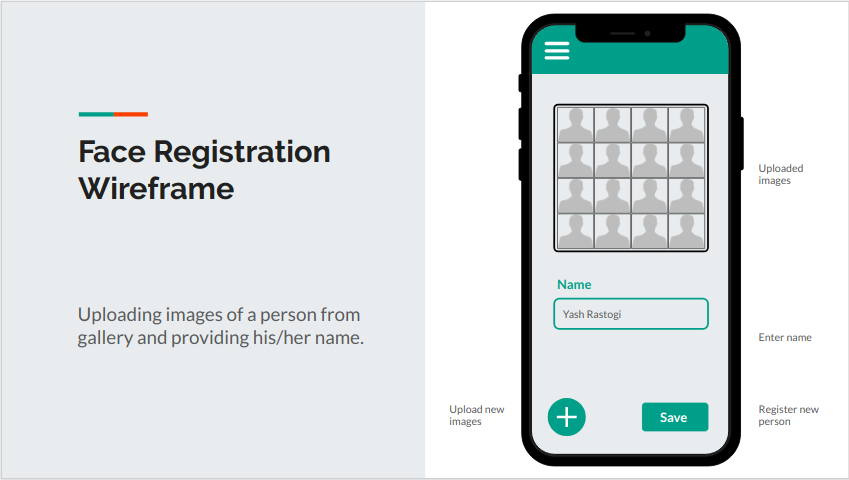 Face Registration
Wireframe
Uploading images of a person from
gallery and providing his/her name.
Uploaded
images
Name
Yash Rastogi
Enter name
Upload new
images
Save
Register new
person